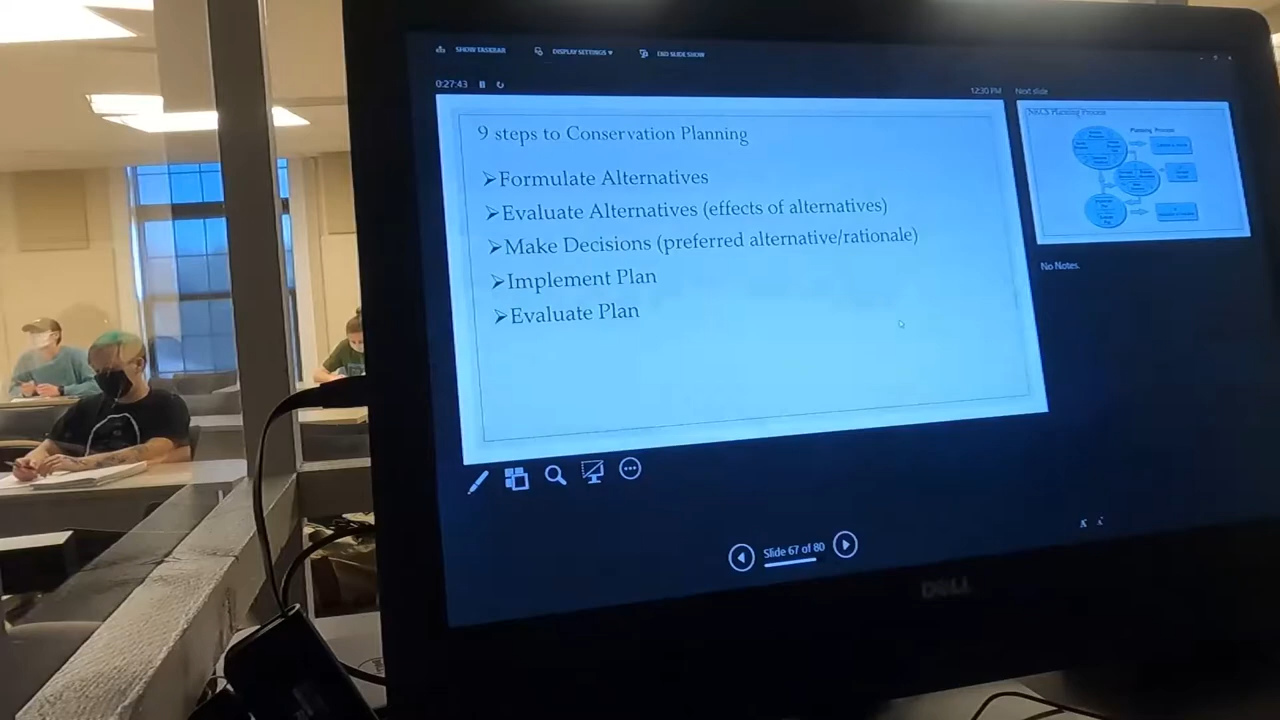 SHOW TASKBAR
DISPLAY SETTINGS ▾
END SLIDE SHOW
0:27:43
12:30 PM
Next slide
9 steps to Conservation Planning
➢Formulate Alternatives
➢Evaluate Alternatives (effects of alternatives)
➢Make Decisions (preferred alternative/rationale)
➢Implement Plan
➢Evaluate Plan
NRCS Planning Process
Planning Process
No Notes.
Slide 67 of 80
DELL